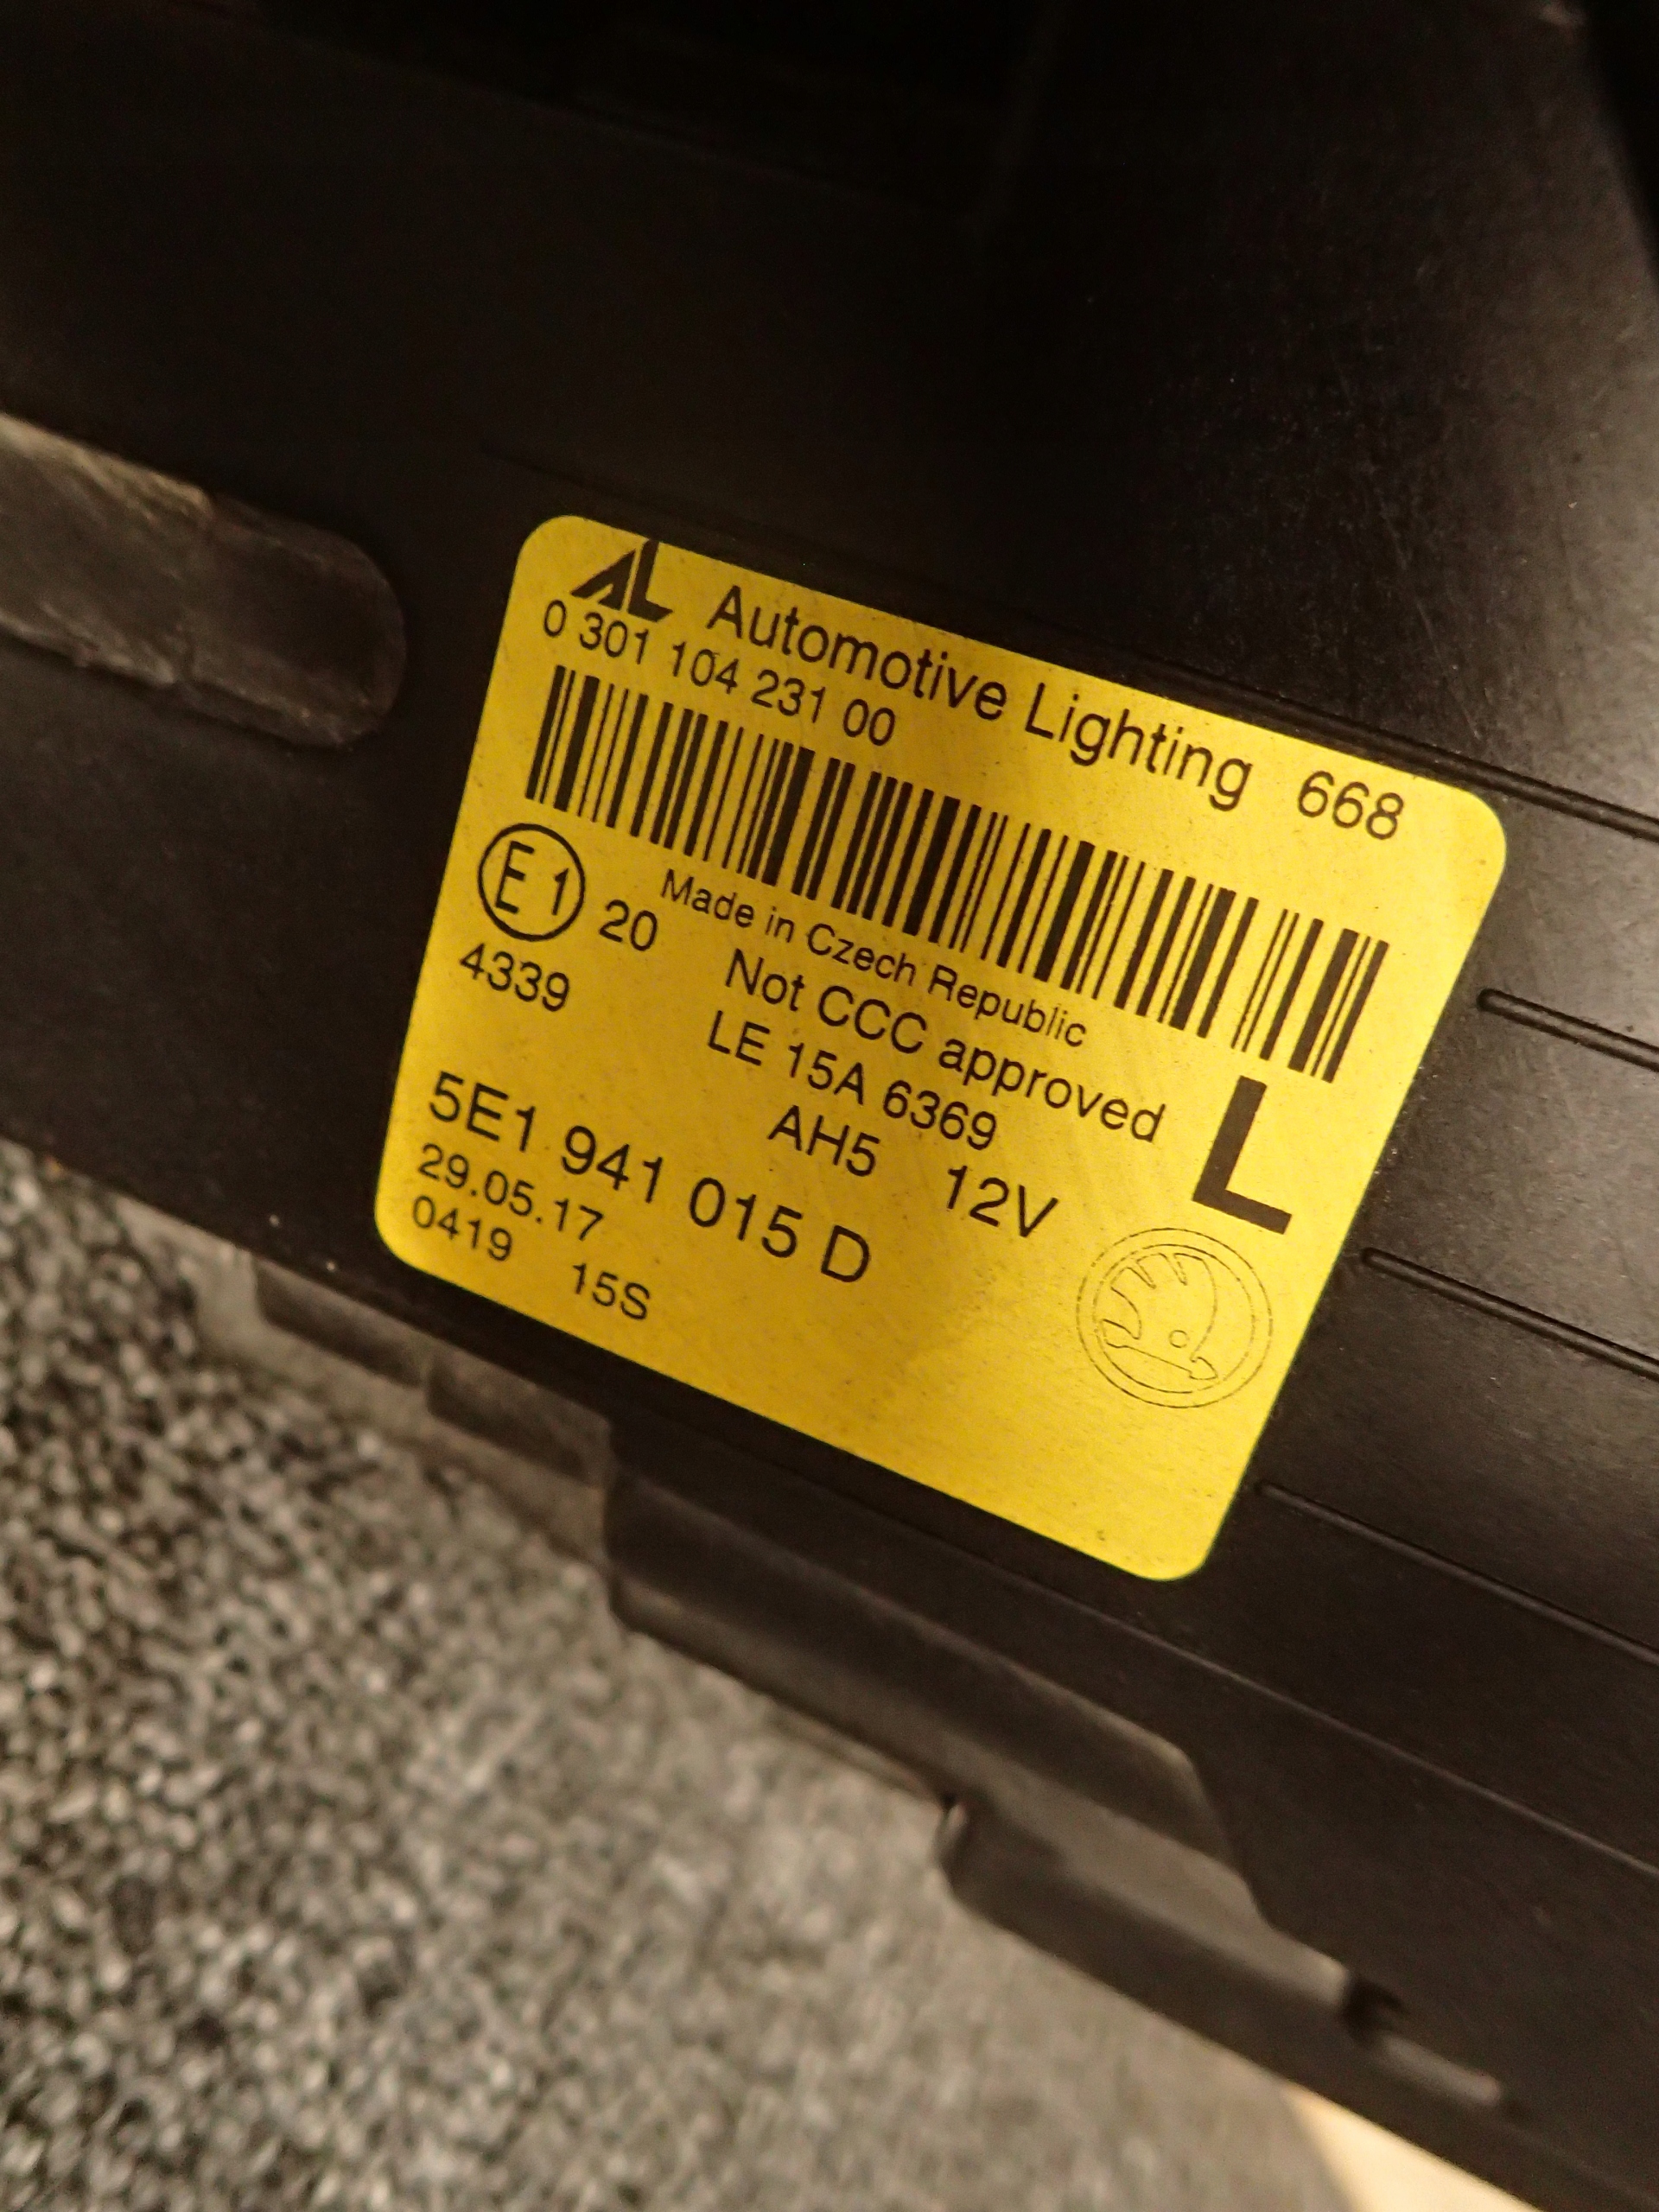 AL Automotive Lighting 668
0 301 104 231 00
Made in Czech Republic
E1 20
4339
Not CCC approved
LE 15A 6369
AH5 12V
L
5E1 941 015 D
29.05.17
0419 15S